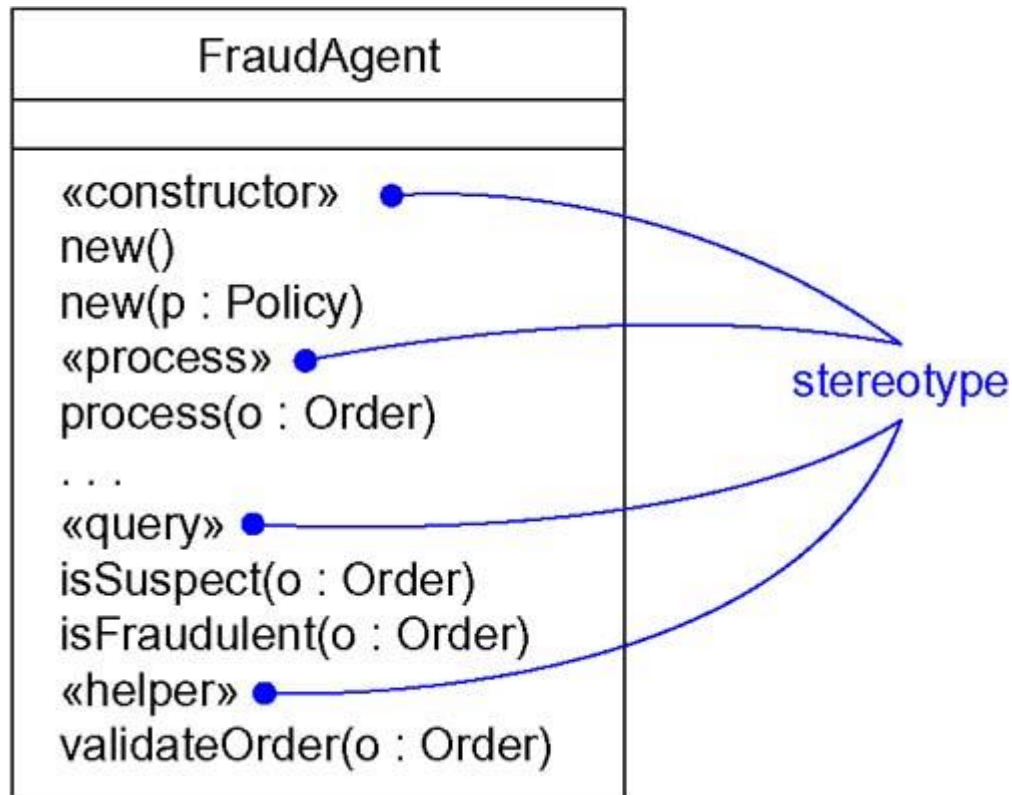 FraudAgent
«constructor»
new()
new(p : Policy)
«process»
process(o : Order)
. . .
«query»
isSuspect(o : Order)
isFraudulent(o : Order)
«helper»
validateOrder(o : Order)
stereotype